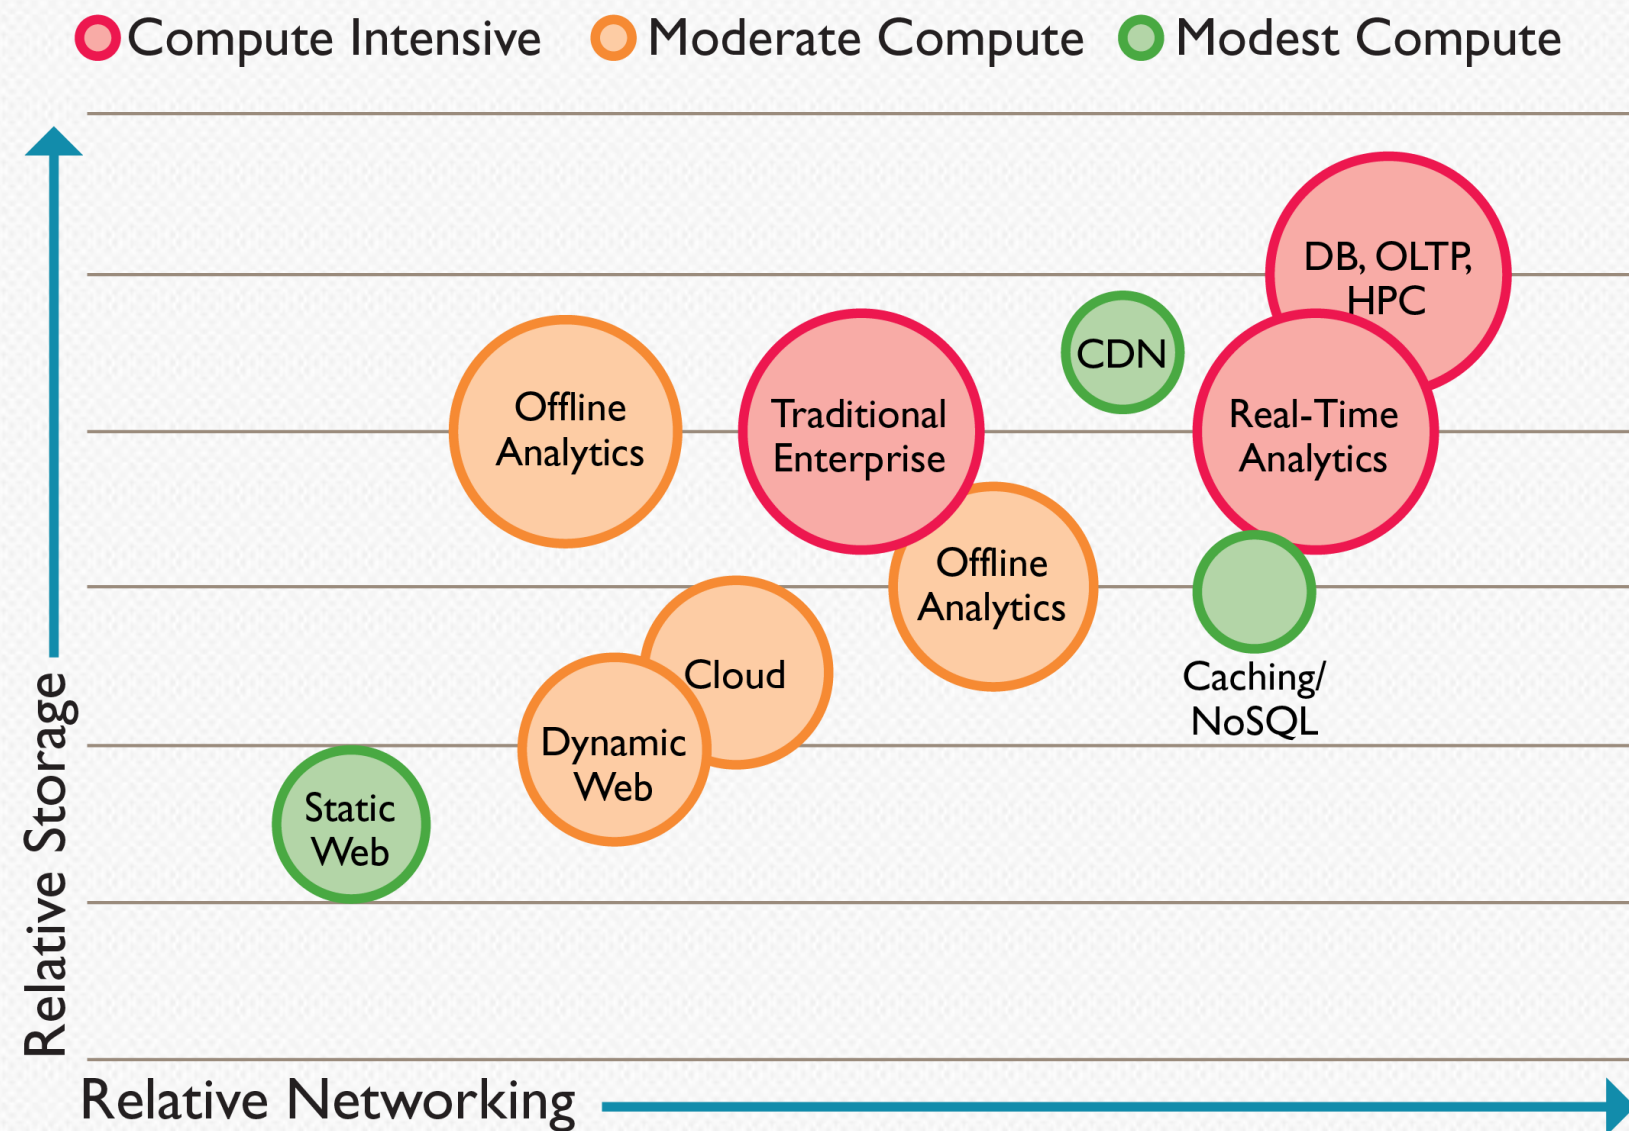 Compute Intensive
Moderate Compute
Modest Compute
DB, OLTP,
HPC
CDN
Offline
Analytics
Traditional
Enterprise
Real-Time
Analytics
Offline
Analytics
Cloud
Caching/
NoSQL
Dynamic
Web
Static
Web
Relative Storage
Relative Networking